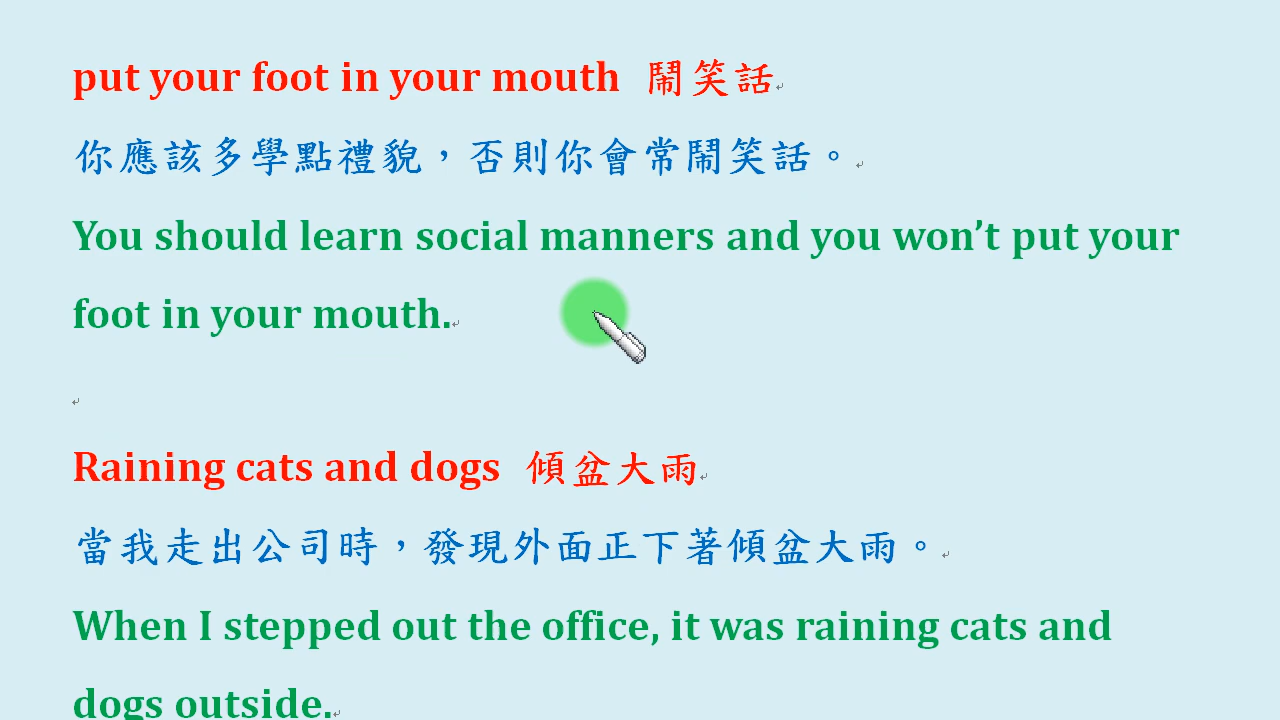 put your foot in your mouth 鬧笑話
你應該多學點禮貌，否則你會常鬧笑話。
You should learn social manners and you won’t put your
foot in your mouth.
Raining cats and dogs 傾盆大雨
當我走出公司時，發現外面正下著傾盆大雨。
When I stepped out the office, it was raining cats and
dogs outside.